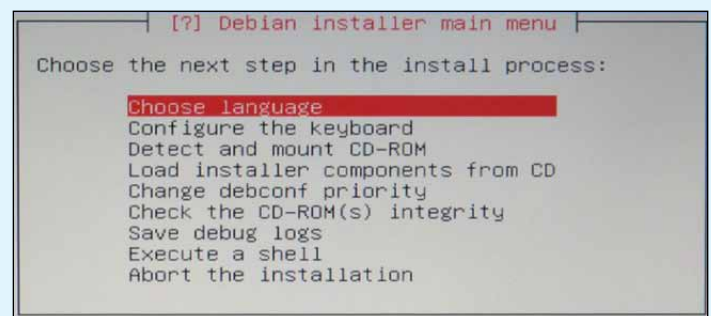 [?] Debian installer main menu
Choose the next step in the install process:
Choose language
Configure the keyboard
Detect and mount CD-ROM
Load installer components from CD
Change debconf priority
Check the CD-ROM(s) integrity
Save debug logs
Execute a shell
Abort the installation